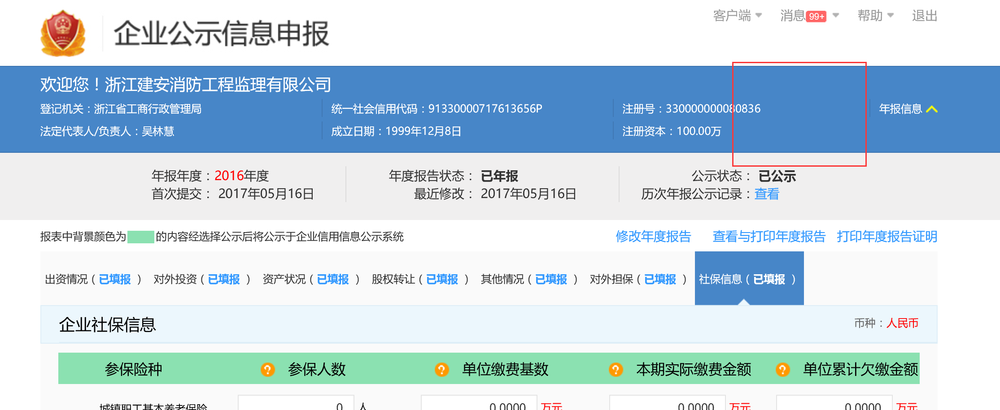 客户端 消息 99+ 帮助 退出
企业公示信息申报
欢迎您！浙江建安消防工程监理有限公司
登记机关：浙江省工商行政管理局 统一社会信用代码：91330000717613656P 注册号：330000000080836 年报信息
法定代表人/负责人：吴林慧 成立日期：1999年12月8日 注册资本：100.00万
年报年度：2016年度 年度报告状态： 已年报 公示状态： 已公示
首次提交： 2017年05月16日 最近修改： 2017年05月16日 历次年报公示记录：查看
报表中背景颜色为 的内容经选择公示后将公示于企业信用信息公示系统 修改年度报告 查看与打印年度报告 打印年度报告证明
出资情况（已填报） 对外投资（已填报） 资产状况（已填报） 股权转让（已填报） 其他情况（已填报） 对外担保（已填报） 社保信息（已填报）
企业社保信息 币种：人民币
参保险种 ? 参保人数 ? 单位缴费基数 ? 本期实际缴费金额 ? 单位累计欠缴金额
城镇职工基本养老保险 0 人 0.0000 万元 0.0000 万元 0.0000 万元